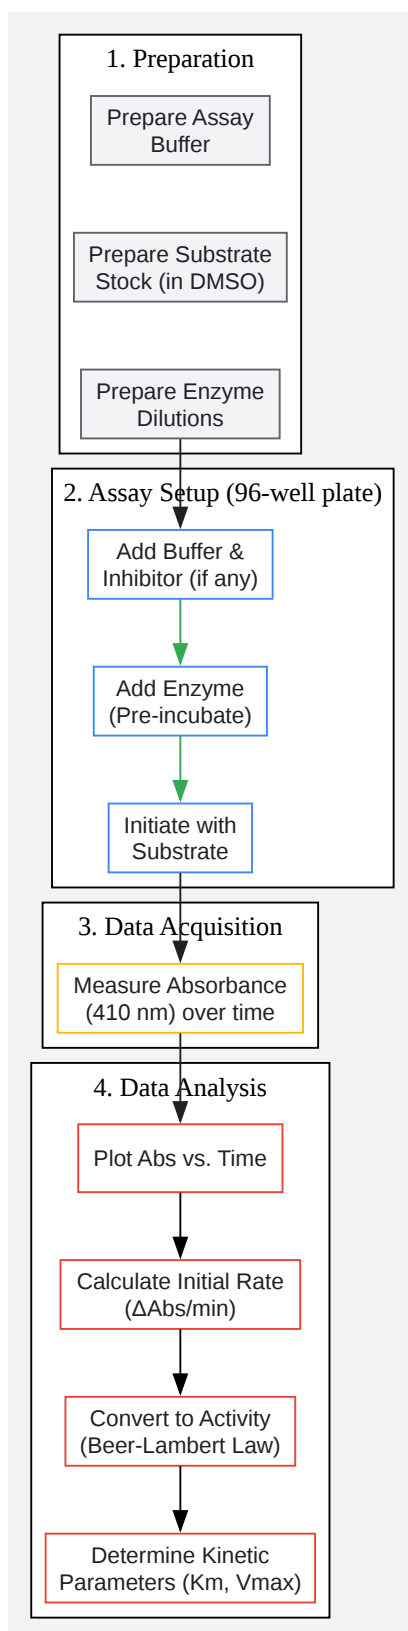 1. Preparation
Prepare Assay
Buffer
Prepare Substrate
Stock (in DMSO)
Prepare Enzyme
Dilutions
2. Assay Setup (96-well plate)
Add Buffer &
Inhibitor (if any)
Add Enzyme
(Pre-incubate)
Initiate with
Substrate
3. Data Acquisition
Measure Absorbance
(410 nm) over time
4. Data Analysis
Plot Abs vs. Time
Calculate Initial Rate
(ΔAbs/min)
Convert to Activity
(Beer-Lambert Law)
Determine Kinetic
Parameters (Km, Vmax)